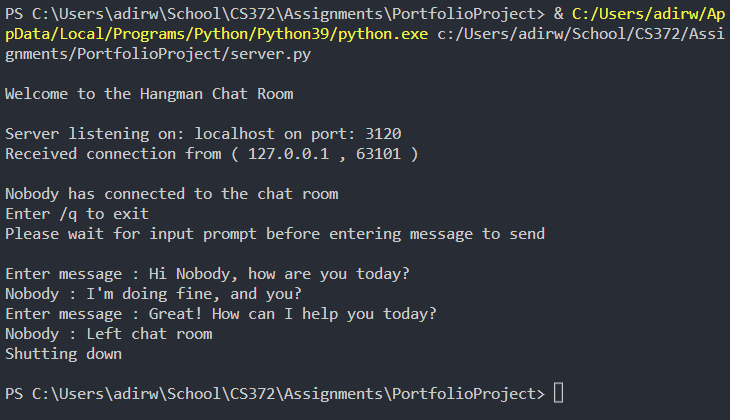 PS C:\Users\adirw\School\CS372\Assignments\PortfolioProject> & C:/Users/adirw/Ap
pData/Local/Programs/Python/Python39/python.exe c:/Users/adirw/School/CS372/Assi
gnments/PortfolioProject/server.py
Welcome to the Hangman Chat Room
Server listening on: localhost on port: 3120
Received connection from ( 127.0.0.1 , 63101 )
Nobody has connected to the chat room
Enter /q to exit
Please wait for input prompt before entering message to send
Enter message : Hi Nobody, how are you today?
Nobody : I'm doing fine, and you?
Enter message : Great! How can I help you today?
Nobody : Left chat room
Shutting down
PS C:\Users\adirw\School\CS372\Assignments\PortfolioProject>